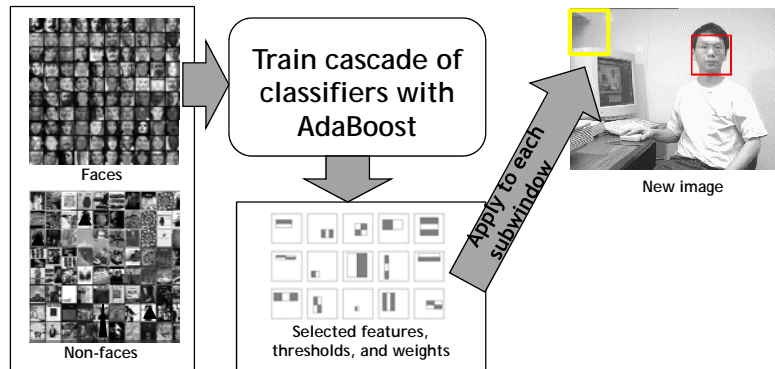 Faces
Non-faces
Train cascade of
classifiers with
AdaBoost
Selected features,
thresholds, and weights
Apply to each
subwindow
New image